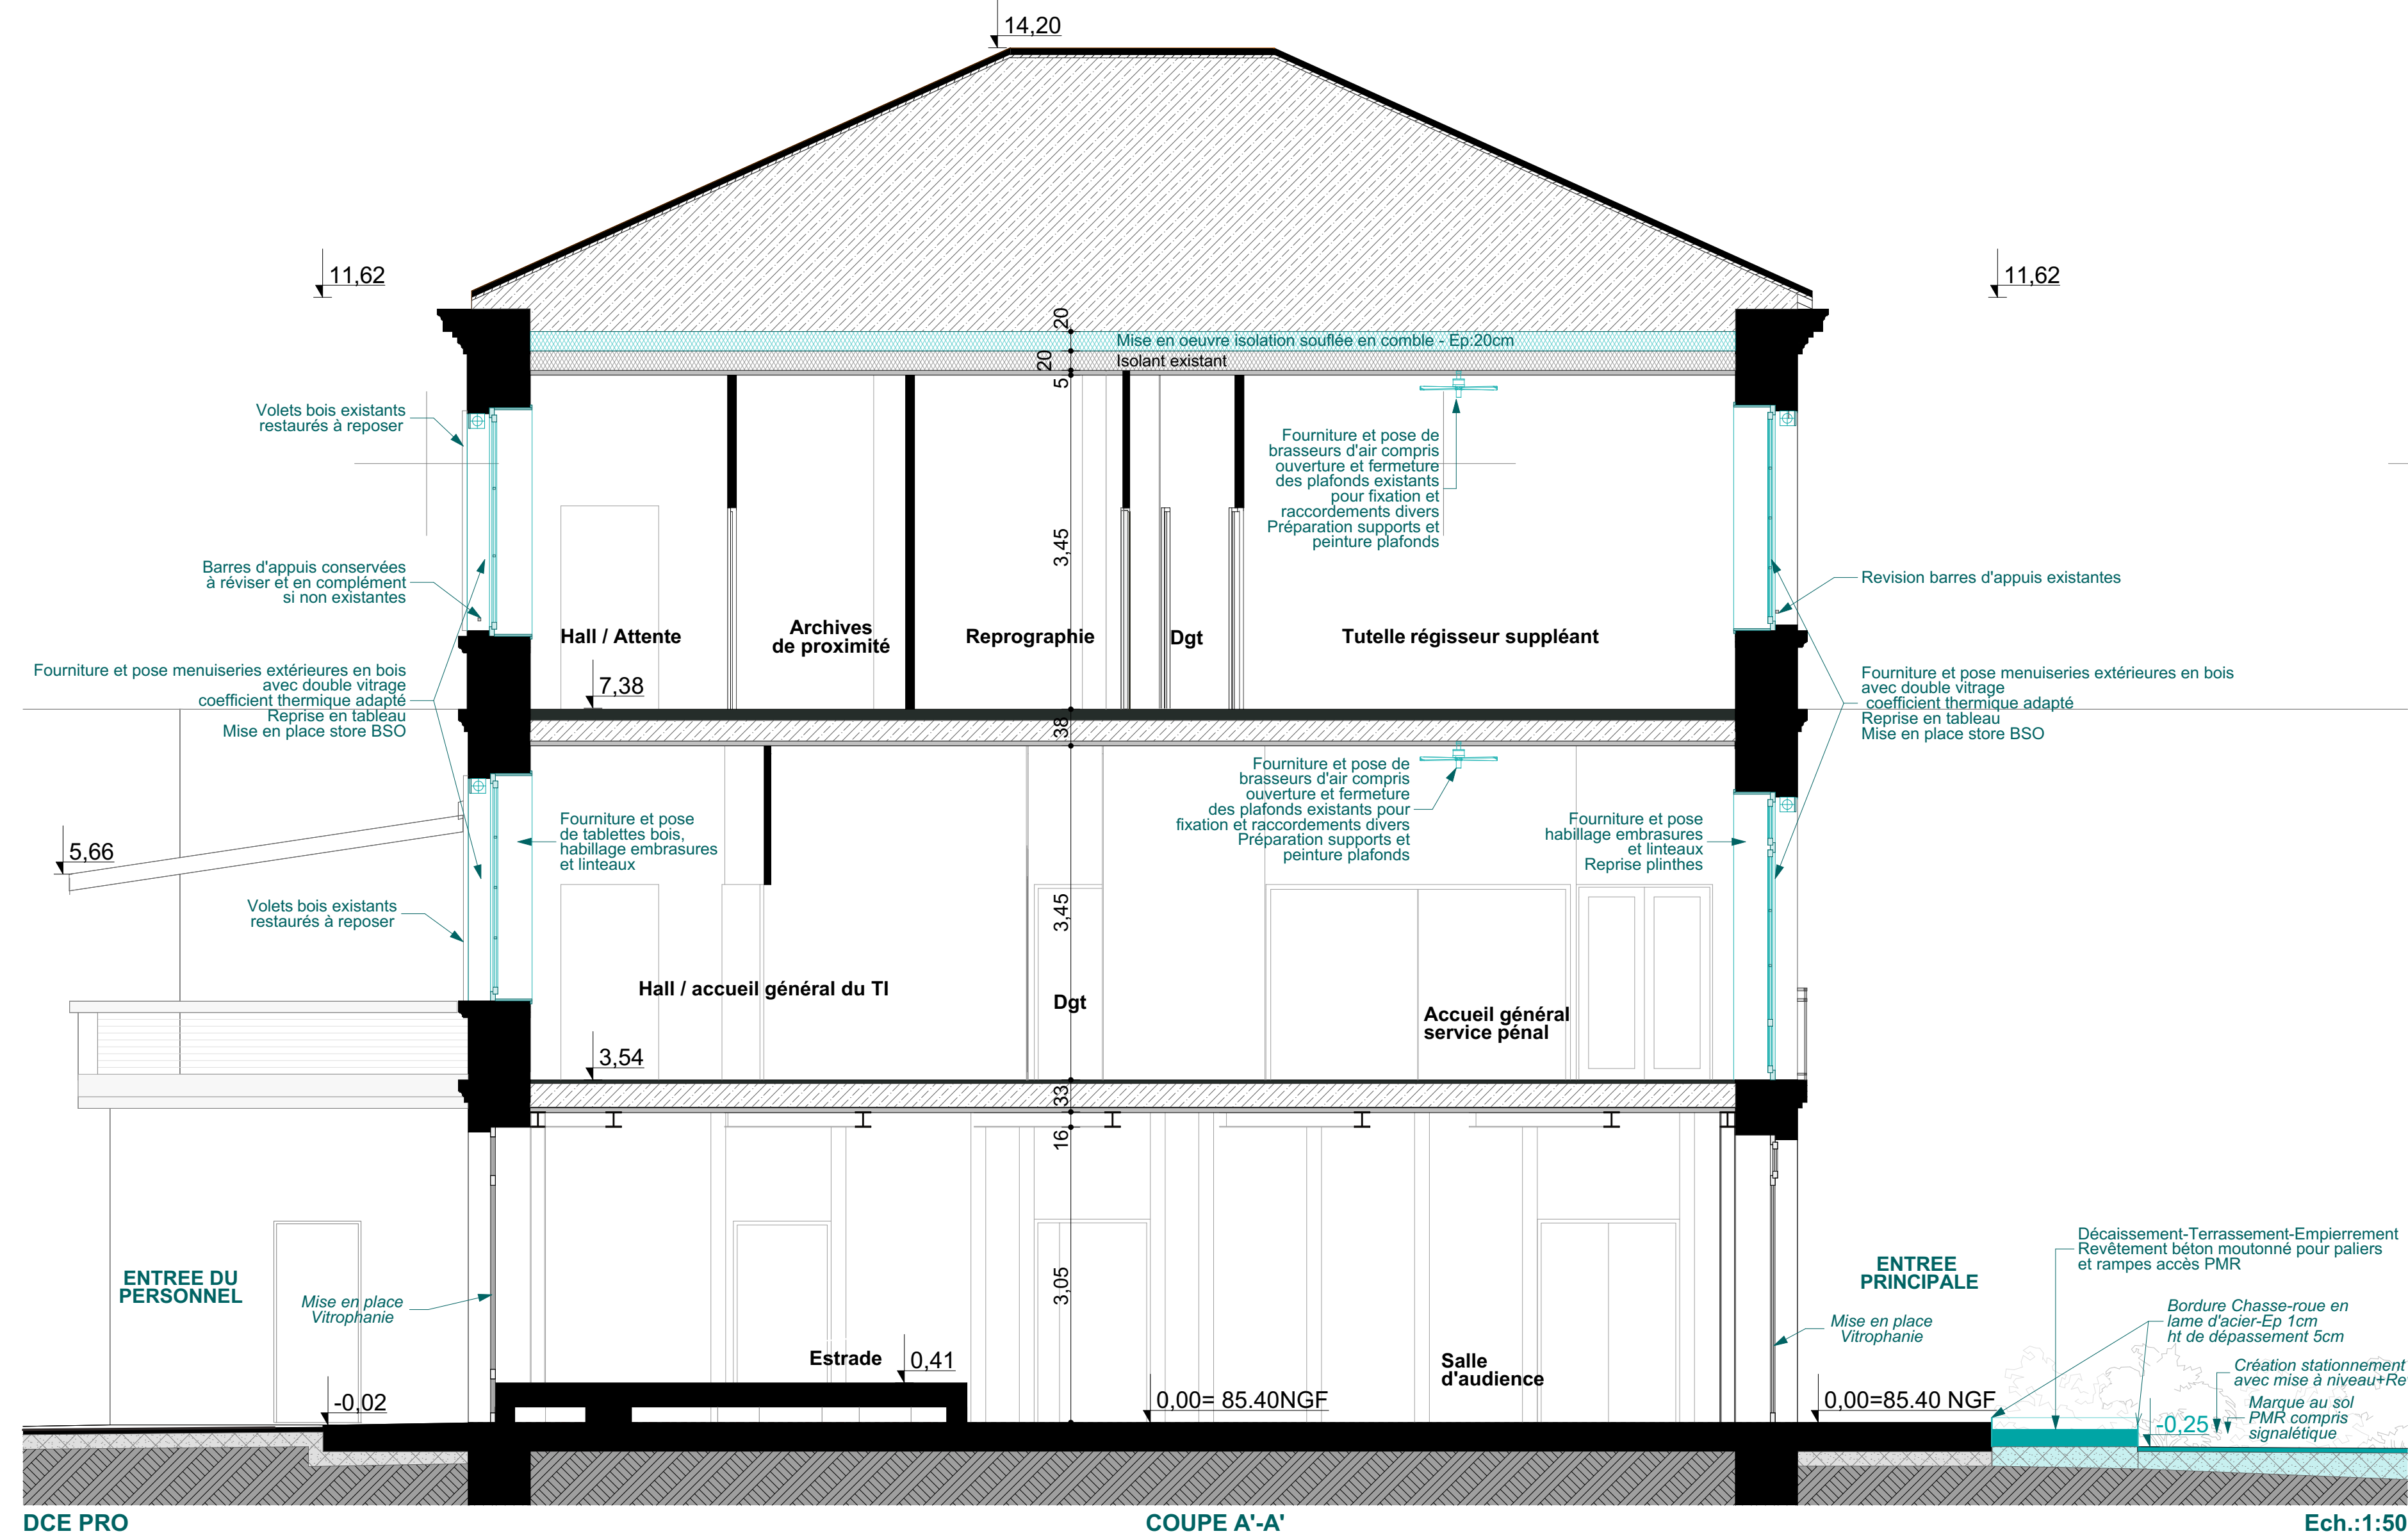 14,20
11,62
11,62
20
Mise en oeuvre isolation souflée en comble - Ep:20cm
20
Isolant existant
5
Volets bois existants
restaurés à reposer
Fourniture et pose de
brasseurs d'air compris
ouverture et fermeture
des plafonds existants
pour fixation et
raccordements divers
Préparation supports et
peinture plafonds
3,45
Barres d'appuis conservées
à réviser et en complément
si non existantes
Revision barres d'appuis existantes
Hall / Attente
Archives
de proximité
Reprographie
Dgt
Tutelle régisseur suppléant
Fourniture et pose menuiseries extérieures en bois
avec double vitrage
coefficient thermique adapté
Reprise en tableau
Mise en place store BSO
7,38
Fourniture et pose menuiseries extérieures en bois
avec double vitrage
coefficient thermique adapté
Reprise en tableau
Mise en place store BSO
38
Fourniture et pose de
brasseurs d'air compris
ouverture et fermeture
des plafonds existants pour
fixation et raccordements divers
Préparation supports et
peinture plafonds
Fourniture et pose
de tablettes bois,
habillage embrasures
et linteaux
Fourniture et pose
habillage embrasures
et linteaux
Reprise plinthes
5,66
Volets bois existants
restaurés à reposer
3,45
Hall / accueil général du TI
Dgt
Accueil général
service pénal
3,54
33
16
3,05
ENTREE DU
PERSONNEL
Mise en place
Vitrophanie
ENTREE
PRINCIPALE
Mise en place
Vitrophanie
Décaissement-Terrassement-Empierrement
Revêtement béton moutonné pour paliers
et rampes accès PMR
Bordure Chasse-roue en
lame d'acier-Ep 1cm
ht de dépassement 5cm
Création stationnement
avec mise à niveau+Re
Marque au sol
PMR compris
signalétique
Estrade
0,41
Salle
d'audience
-0,02
0,00= 85.40NGF
0,00=85.40 NGF
-0,25
DCE PRO
COUPE A'-A'
Ech.:1:50